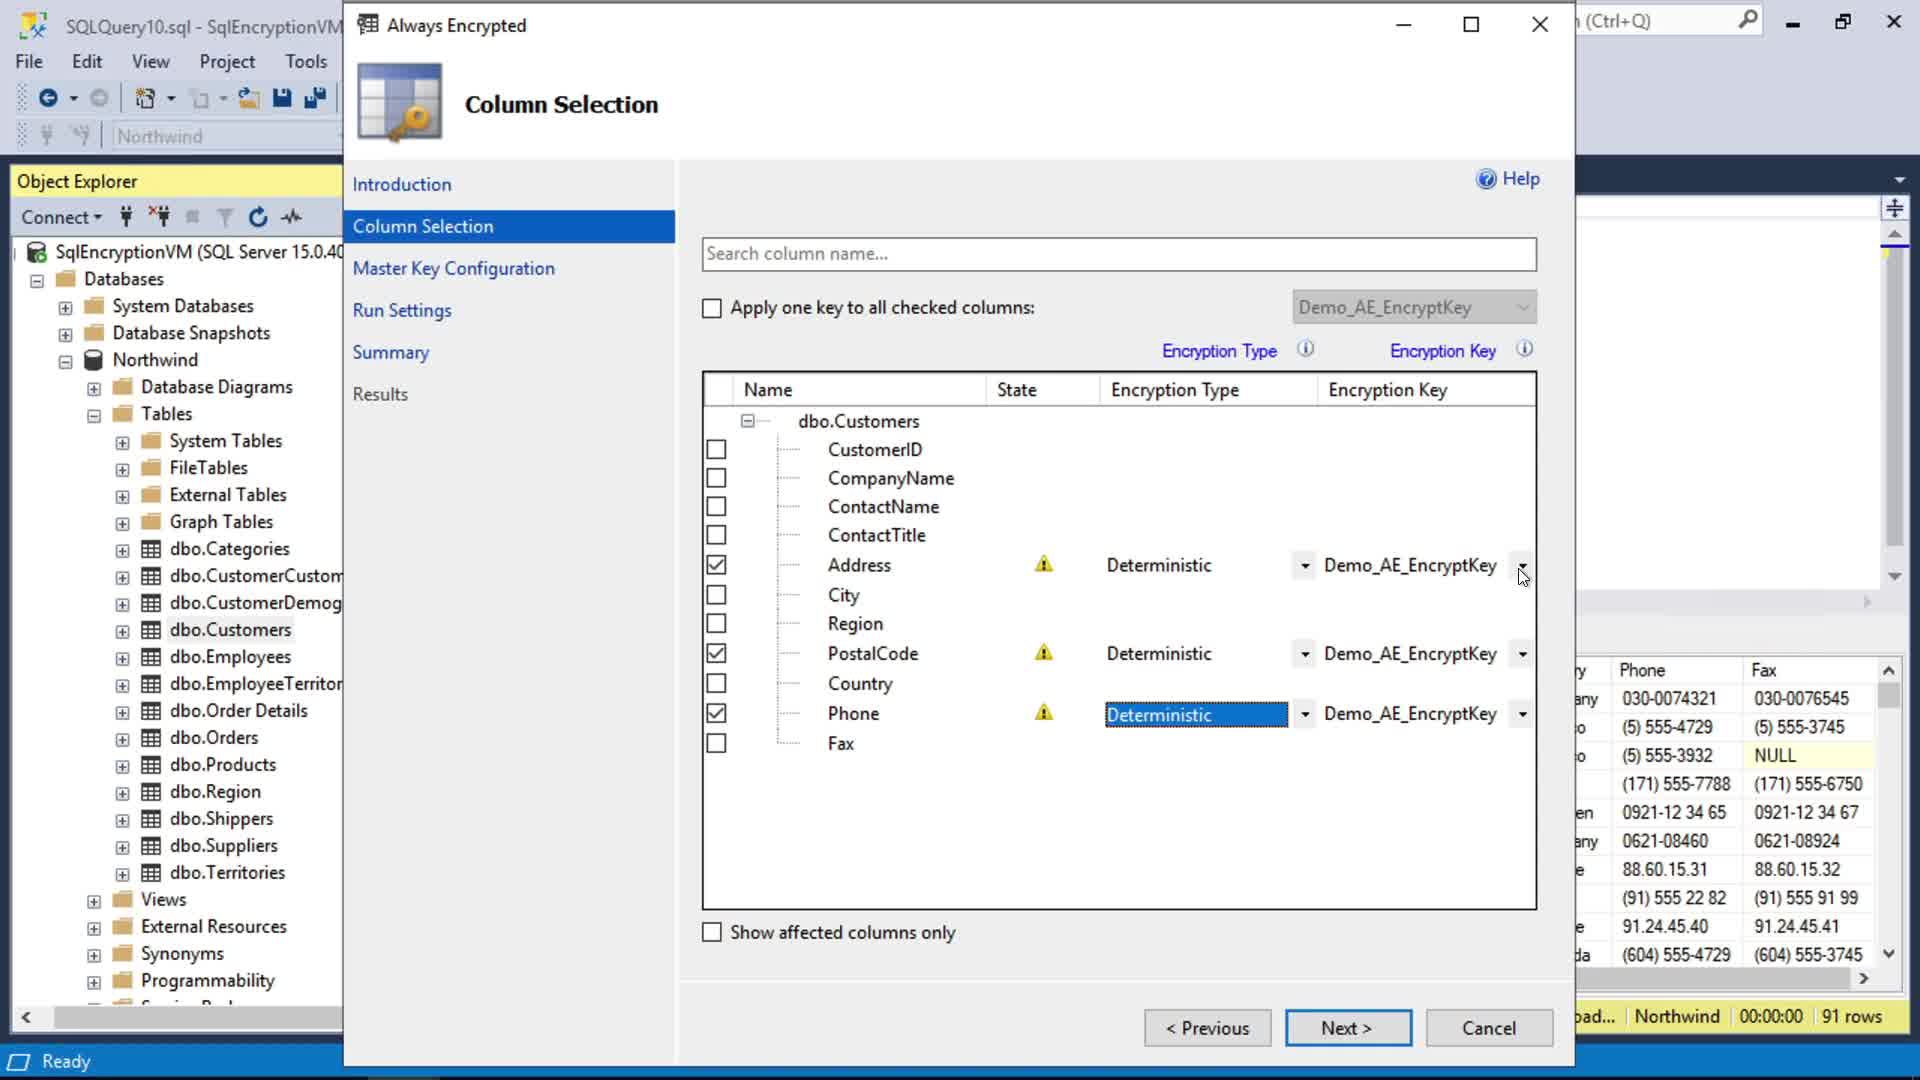 SQLQuery10.sql - SqlEncryptionVM
File Edit View Project Tools
Northwind
Object Explorer
Connect
SqlEncryptionVM (SQL Server 15.0.40
Databases
System Databases
Database Snapshots
Northwind
Database Diagrams
Tables
System Tables
FileTables
External Tables
Graph Tables
dbo.Categories
dbo.CustomerCustom
dbo.CustomerDemog
dbo.Customers
dbo.Employees
dbo.EmployeeTerritor
dbo.Order Details
dbo.Orders
dbo.Products
dbo.Region
dbo.Shippers
dbo.Suppliers
dbo.Territories
Views
External Resources
Synonyms
Programmability
Ready
Always Encrypted
Column Selection
Introduction
Column Selection
Master Key Configuration
Run Settings
Summary
Results
Help
Search column name...
Apply one key to all checked columns: Demo_AE_EncryptKey
Encryption Type Encryption Key
Name State Encryption Type Encryption Key
dbo.Customers
CustomerID
CompanyName
ContactName
ContactTitle
Address Deterministic Demo_AE_EncryptKey
City
Region
PostalCode Deterministic Demo_AE_EncryptKey
Country
Phone Deterministic Demo_AE_EncryptKey
Fax
Show affected columns only
< Previous Next > Cancel
(Ctrl+Q)
ry Phone Fax
any 030-0074321 030-0076545
co (5) 555-4729 (5) 555-3745
co (5) 555-3932 NULL
(171) 555-7788 (171) 555-6750
en 0921-12 34 65 0921-12 34 67
any 0621-08460 0621-08924
e 88.60.15.31 88.60.15.32
(91) 555 22 82 (91) 555 91 99
e 91.24.45.40 91.24.45.41
da (604) 555-4729 (604) 555-3745
oad... Northwind 00:00:00 91 rows